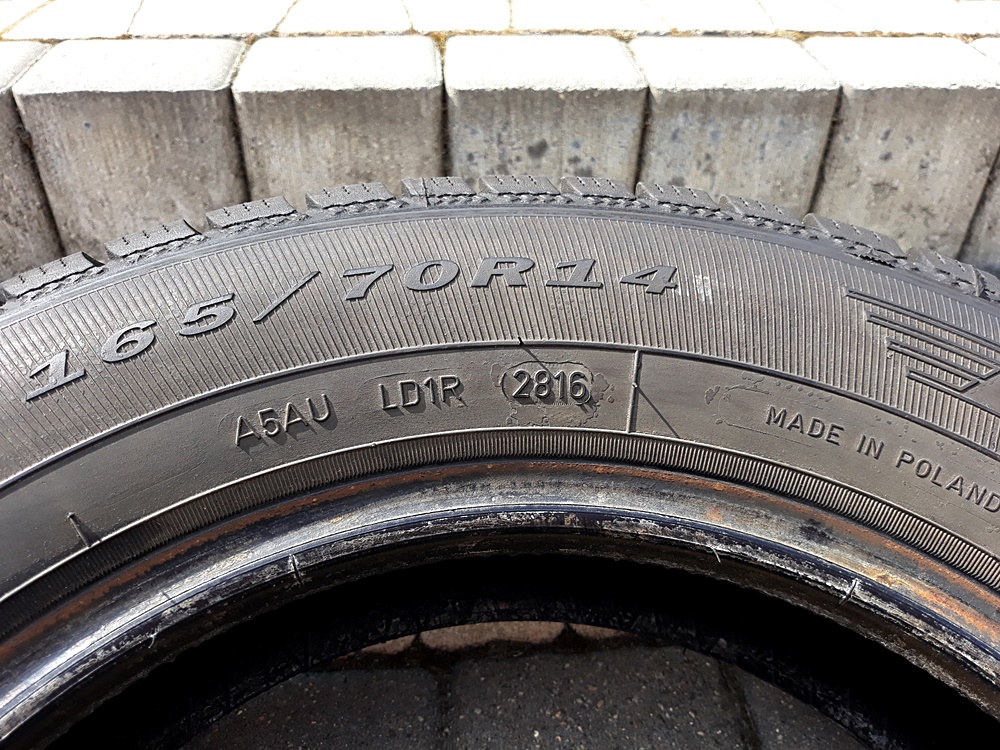 165/70R14
A5AU LD1R 2816
MADE IN POLAND